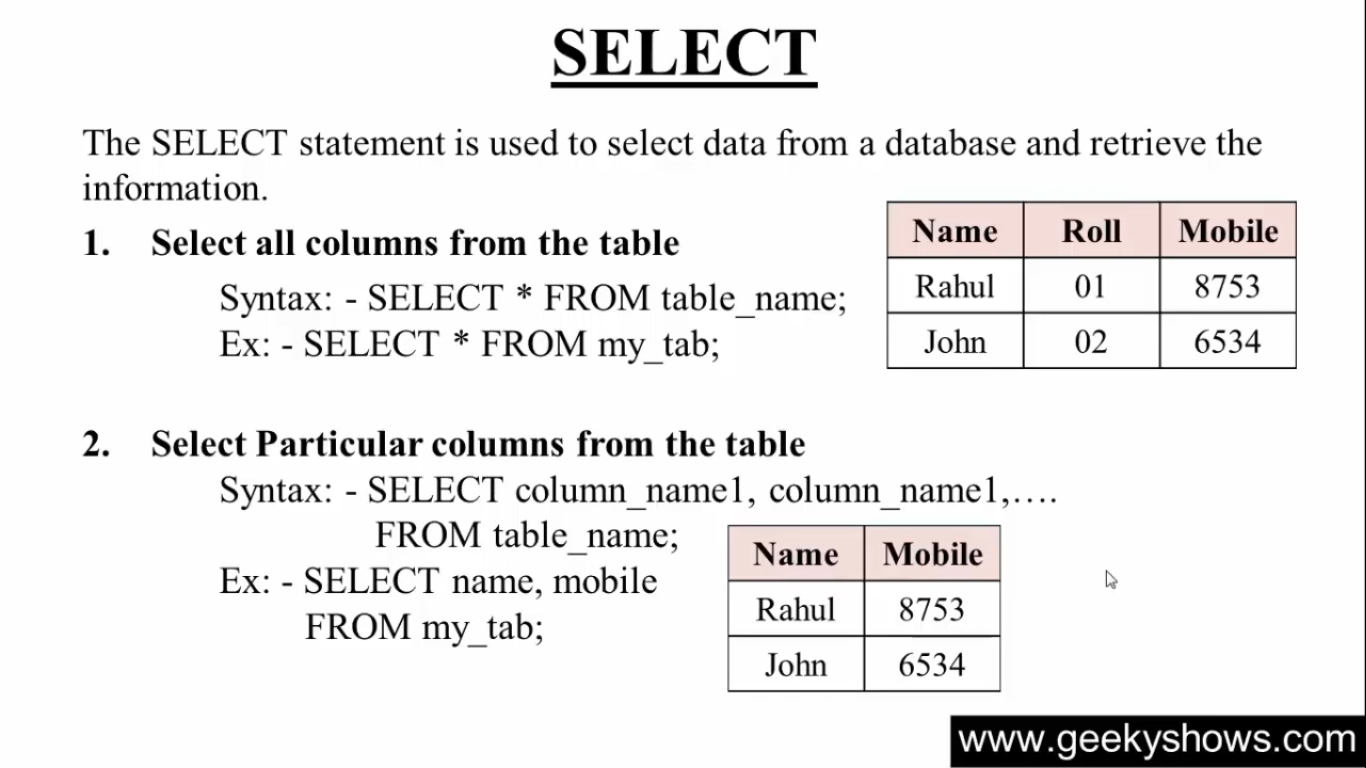 SELECT
The SELECT statement is used to select data from a database and retrieve the
information.
1. Select all columns from the table
Syntax: - SELECT * FROM table_name;
Ex: - SELECT * FROM my_tab;
Name Roll Mobile
Rahul 01 8753
John 02 6534
2. Select Particular columns from the table
Syntax: - SELECT column_name1, column_name1,….
FROM table_name;
Ex: - SELECT name, mobile
FROM my_tab;
Name Mobile
Rahul 8753
John 6534
www.geekyshows.com